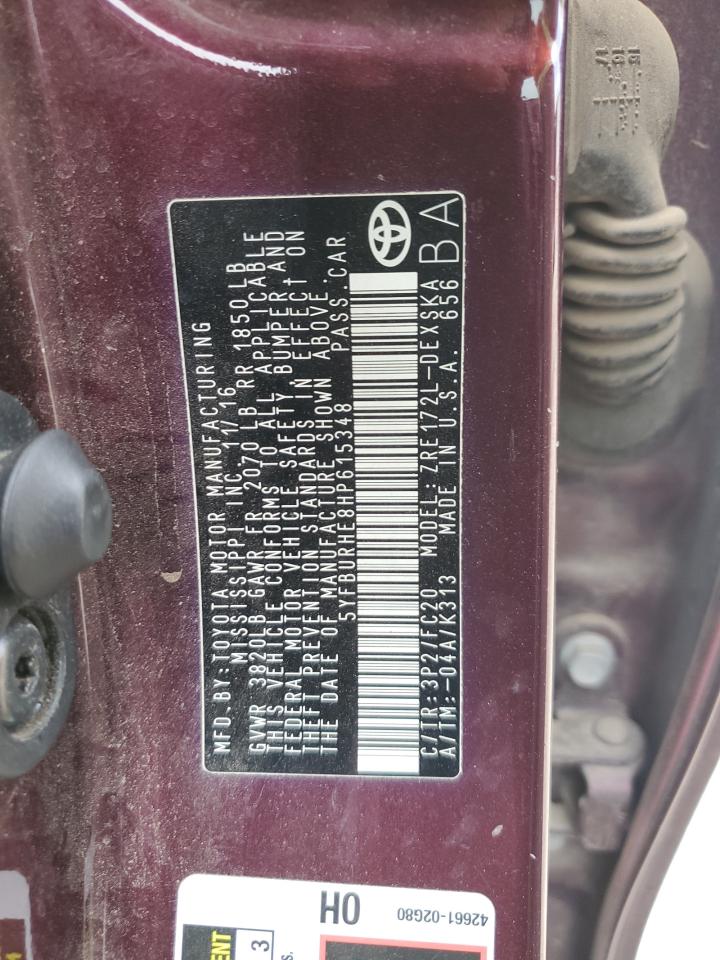 MFD. BY: TOYOTA MOTOR MANUFACTURING
MISSISSIPPI INC. 11/16
GVWR 3820LB GAWR FR 2070 LB RR 1850 LB
THIS VEHICLE CONFORMS TO ALL APPLICABLE
FEDERAL MOTOR VEHICLE SAFETY BUMPER, AND
THEFT PREVENTION STANDARDS IN EFFECT ON
THE DATE OF MANUFACTURE SHOWN ABOVE.
5YFBURHE8HP615348 PASS. CAR
C/TR: 3P27FC20 MODEL: ZRE172L-DEXSKA
A/TM: -04A/K313 MADE IN U.S.A. 656
BA
OH
42661-02G80
3